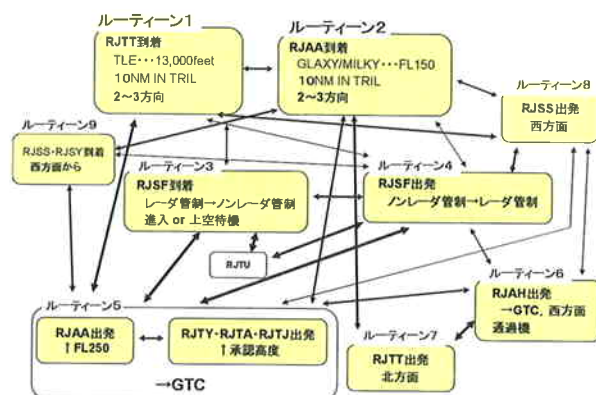 ルーティーン1
RJTT到着
TLE･･･13,000feet
10NM IN TRIL
2～3方向
ルーティーン2
RJAA到着
GLAXY/MILKY･･･FL150
10NM IN TRIL
2～3方向
ルーティーン8
RJSS出発
西方面
ルーティーン9
RJSS・RJSY到着
西方面から
ルーティーン3
RJSF到着
レーダ管制→ノンレーダ管制
進入 or 上空待機
ルーティーン4
RJSF出発
ノンレーダ管制→レーダ管制
RJTU
ルーティーン5
RJAA出発
↑FL250
RJTY・RJTA・RJTJ出発
↑承認高度
→GTC
ルーティーン6
RJAH出発
→GTC, 西方面
通過機
ルーティーン7
RJTT出発
北方面